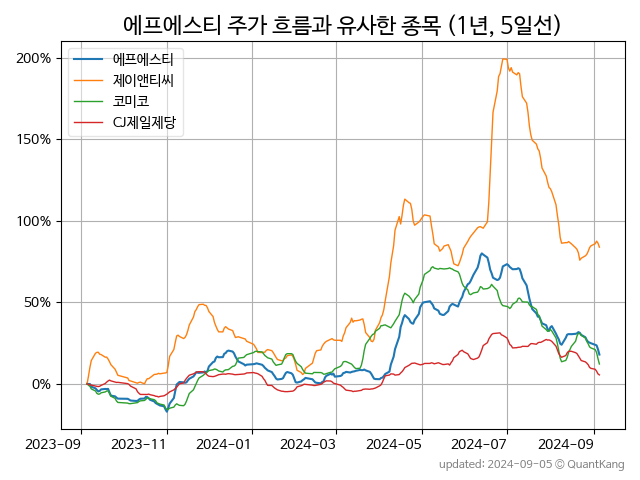 에프에스티 주가 흐름과 유사한 종목 (1년, 5일선)
에프에스티
제이앤티씨
코미코
CJ제일제당
200%
150%
100%
50%
0%
2023-09 2023-11 2024-01 2024-03 2024-05 2024-07 2024-09
updated: 2024-09-05 © QuantKang